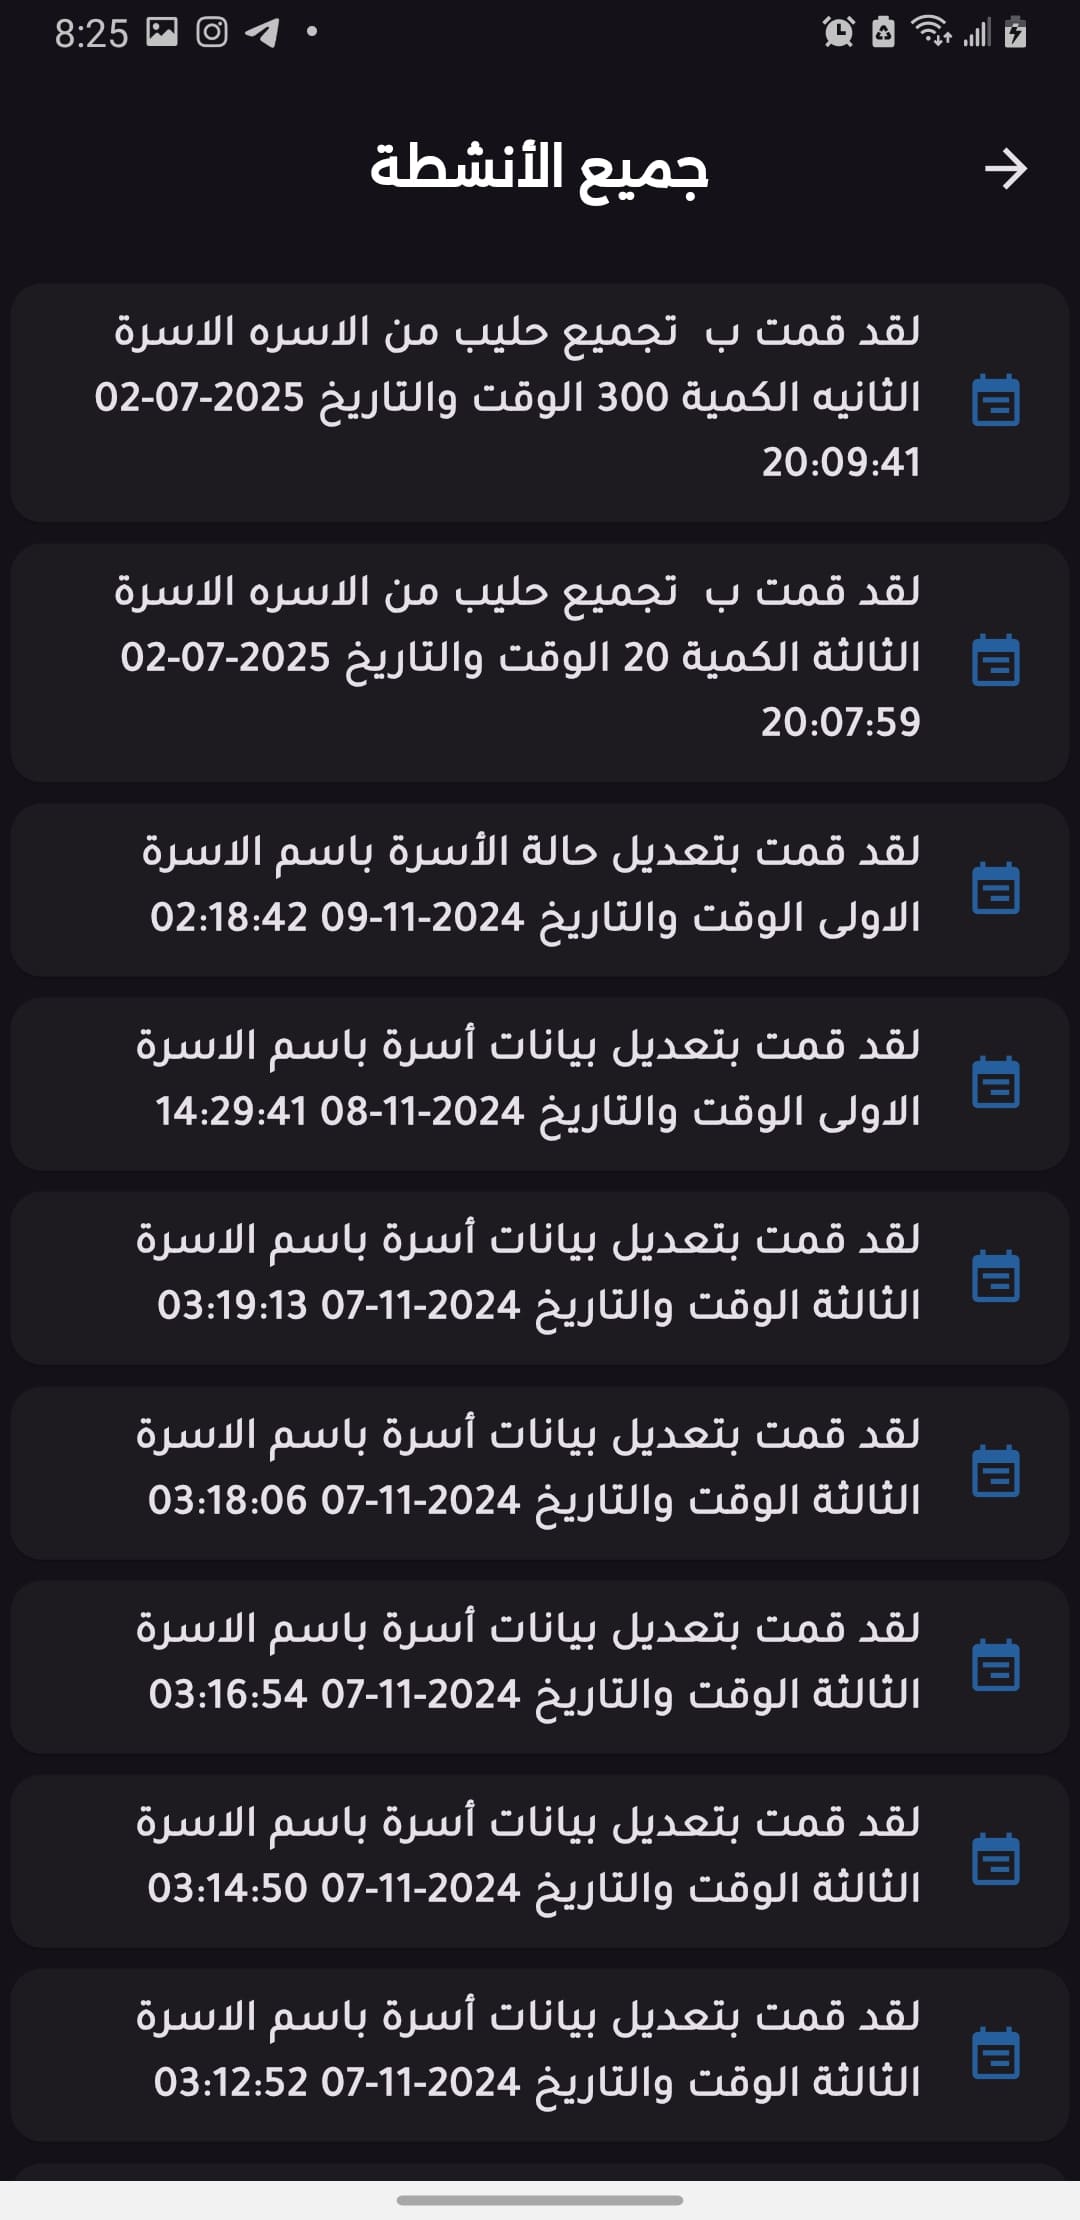 8:25
جميع الأنشطة
لقد قمت ب  تجميع حليب من الاسره الاسرة
الثانيه الكمية 300 الوقت والتاريخ 2025-07-02
20:09:41
لقد قمت ب  تجميع حليب من الاسره الاسرة
الثالثة الكمية 20 الوقت والتاريخ 2025-07-02
20:07:59
لقد قمت بتعديل حالة الأسرة باسم الاسرة
الاولى الوقت والتاريخ 2024-11-09 02:18:42
لقد قمت بتعديل بيانات أسرة باسم الاسرة
الاولى الوقت والتاريخ 2024-11-08 14:29:41
لقد قمت بتعديل بيانات أسرة باسم الاسرة
الثالثة الوقت والتاريخ 2024-11-07 03:19:13
لقد قمت بتعديل بيانات أسرة باسم الاسرة
الثالثة الوقت والتاريخ 2024-11-07 03:18:06
لقد قمت بتعديل بيانات أسرة باسم الاسرة
الثالثة الوقت والتاريخ 2024-11-07 03:16:54
لقد قمت بتعديل بيانات أسرة باسم الاسرة
الثالثة الوقت والتاريخ 2024-11-07 03:14:50
لقد قمت بتعديل بيانات أسرة باسم الاسرة
الثالثة الوقت والتاريخ 2024-11-07 03:12:52